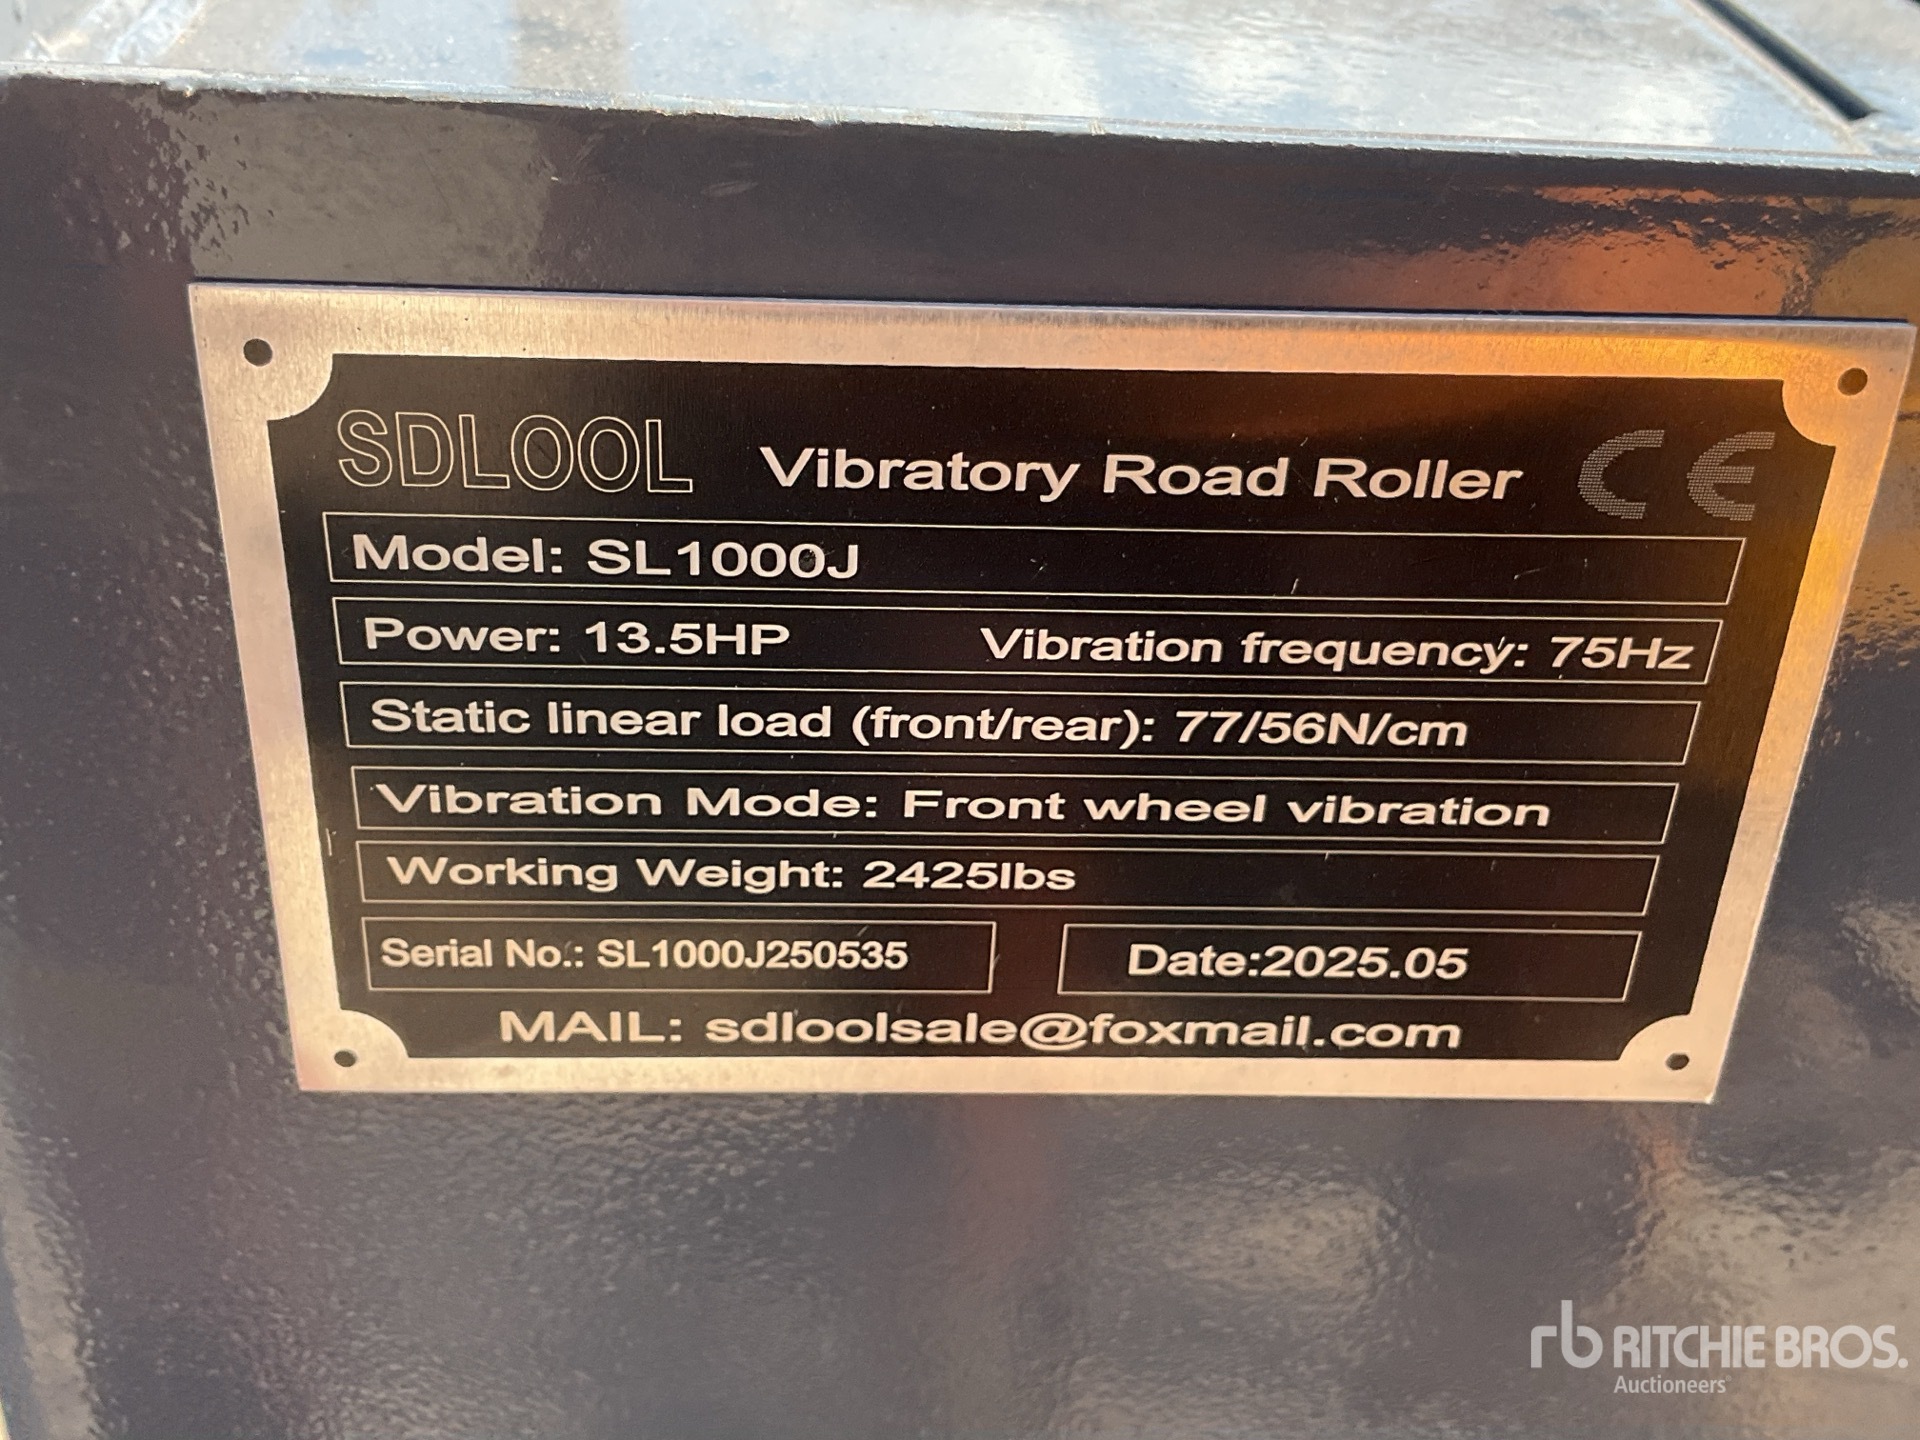 SDLOOL Vibratory Road Roller CE
Model: SL1000J
Power: 13.5HP Vibration frequency: 75Hz
Static linear load (front/rear): 77/56N/cm
Vibration Mode: Front wheel vibration
Working Weight: 2425lbs
Serial No.: SL1000J250535 Date:2025.05
MAIL: sdloolsale@foxmail.com
rb RITCHIE BROS.
Auctioneers